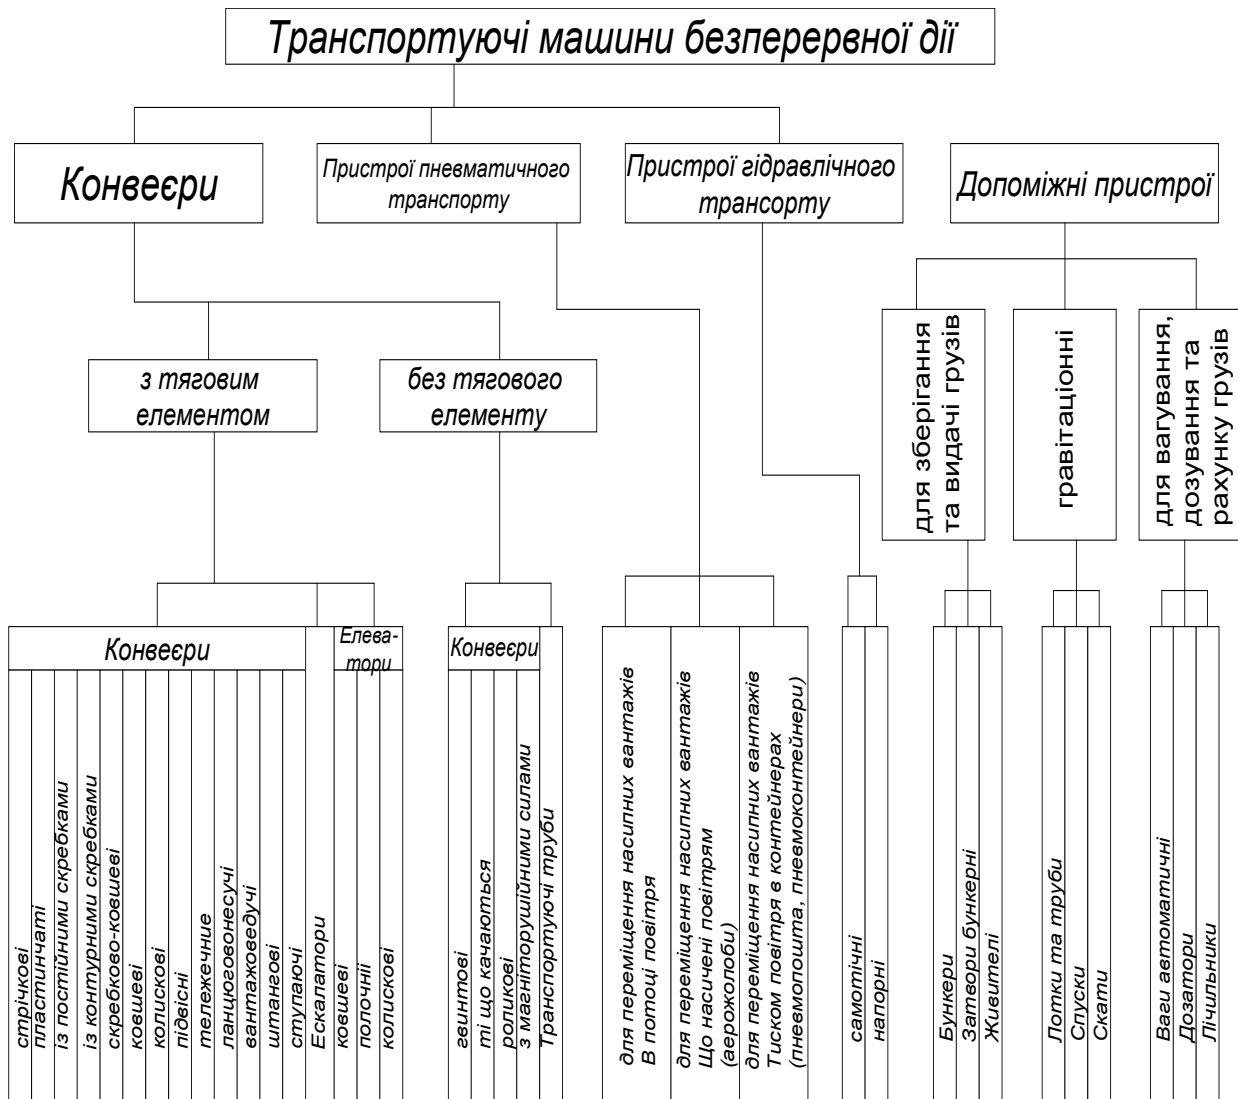 Транспортуючі машини безперервної дії
Конвеєри
Пристрої пневматичного
транспорту
Пристрої гідравлічного
трансорту
Допоміжні пристрої
з тяговим
елементом
без тягового
елементу
для зберігання
та видачі грузів
гравітаціонні
для вагування,
дозування та
рахунку грузів
Конвеєри
Елева-
тори
Конвеєри
стрічкові
пластинчаті
із постійними скребками
із контурними скребками
скребково-ковшеві
ковшеві
колискові
підвісні
тележечние
ланцюговонесучі
вантажоведучі
штангові
ступаючі
Ескалатори
ковшеві
полочніі
колискові
гвинтові
ті що качаються
роликові
з магніторушійними силами
Транспортуючі труби
для переміщення насипних вантажів
В потоці повітря
для переміщення насипних вантажів
Що насичені повітрям
(аерожолоби)
для переміщення насипних вантажів
Тиском повітря в контейнерах
(пневмопошта, пневмоконтейнери)
самотічні
напорні
Бункери
Затвори бункерні
Живителі
Лотки та труби
Спуски
Скати
Ваги автоматичні
Дозатори
Лічильники